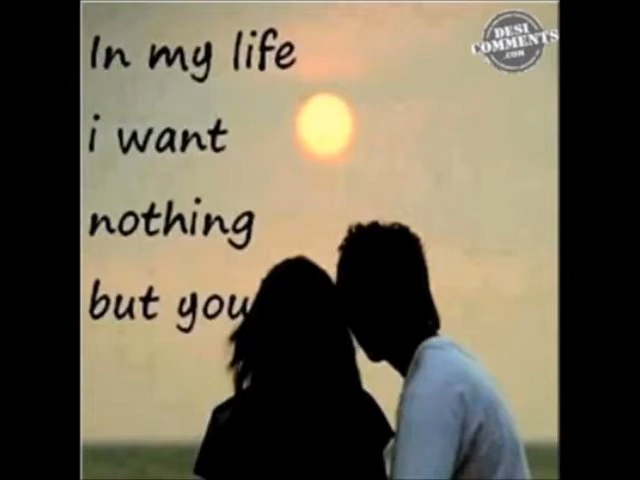 In my life
i want
nothing
but you
DESI
COMMENTS
.COM